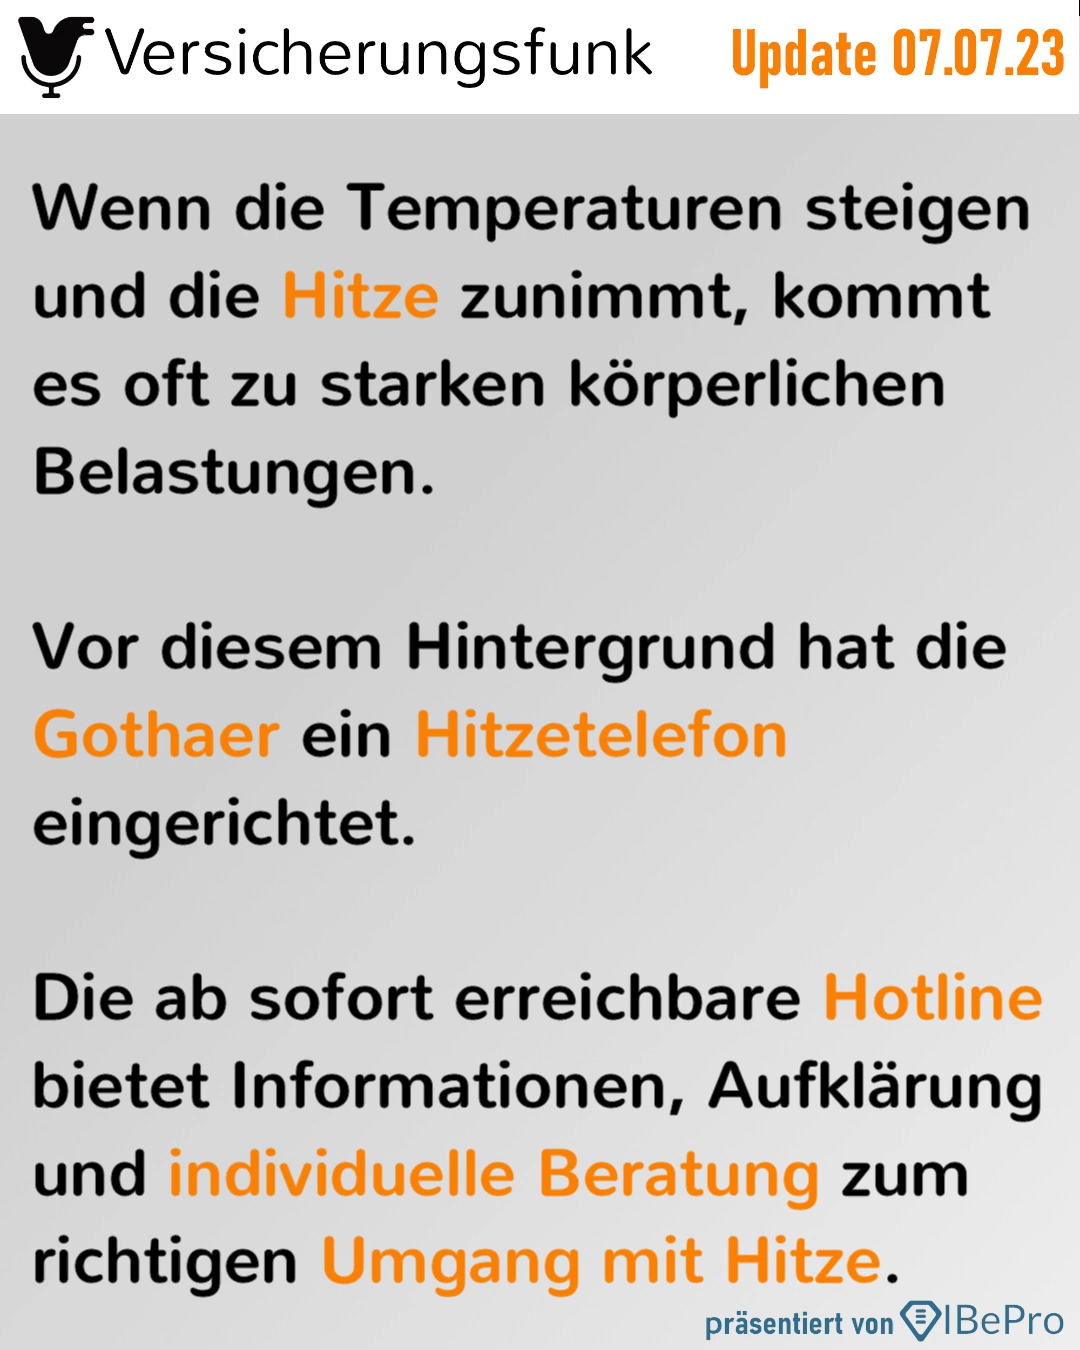 Versicherungsfunk
Update 07.07.23
Wenn die Temperaturen steigen
und die Hitze zunimmt, kommt
es oft zu starken körperlichen
Belastungen.
Vor diesem Hintergrund hat die
Gothaer ein Hitzetelefon
eingerichtet.
Die ab sofort erreichbare Hotline
bietet Informationen, Aufklärung
und individuelle Beratung zum
richtigen Umgang mit Hitze.
präsentiert von IBePro